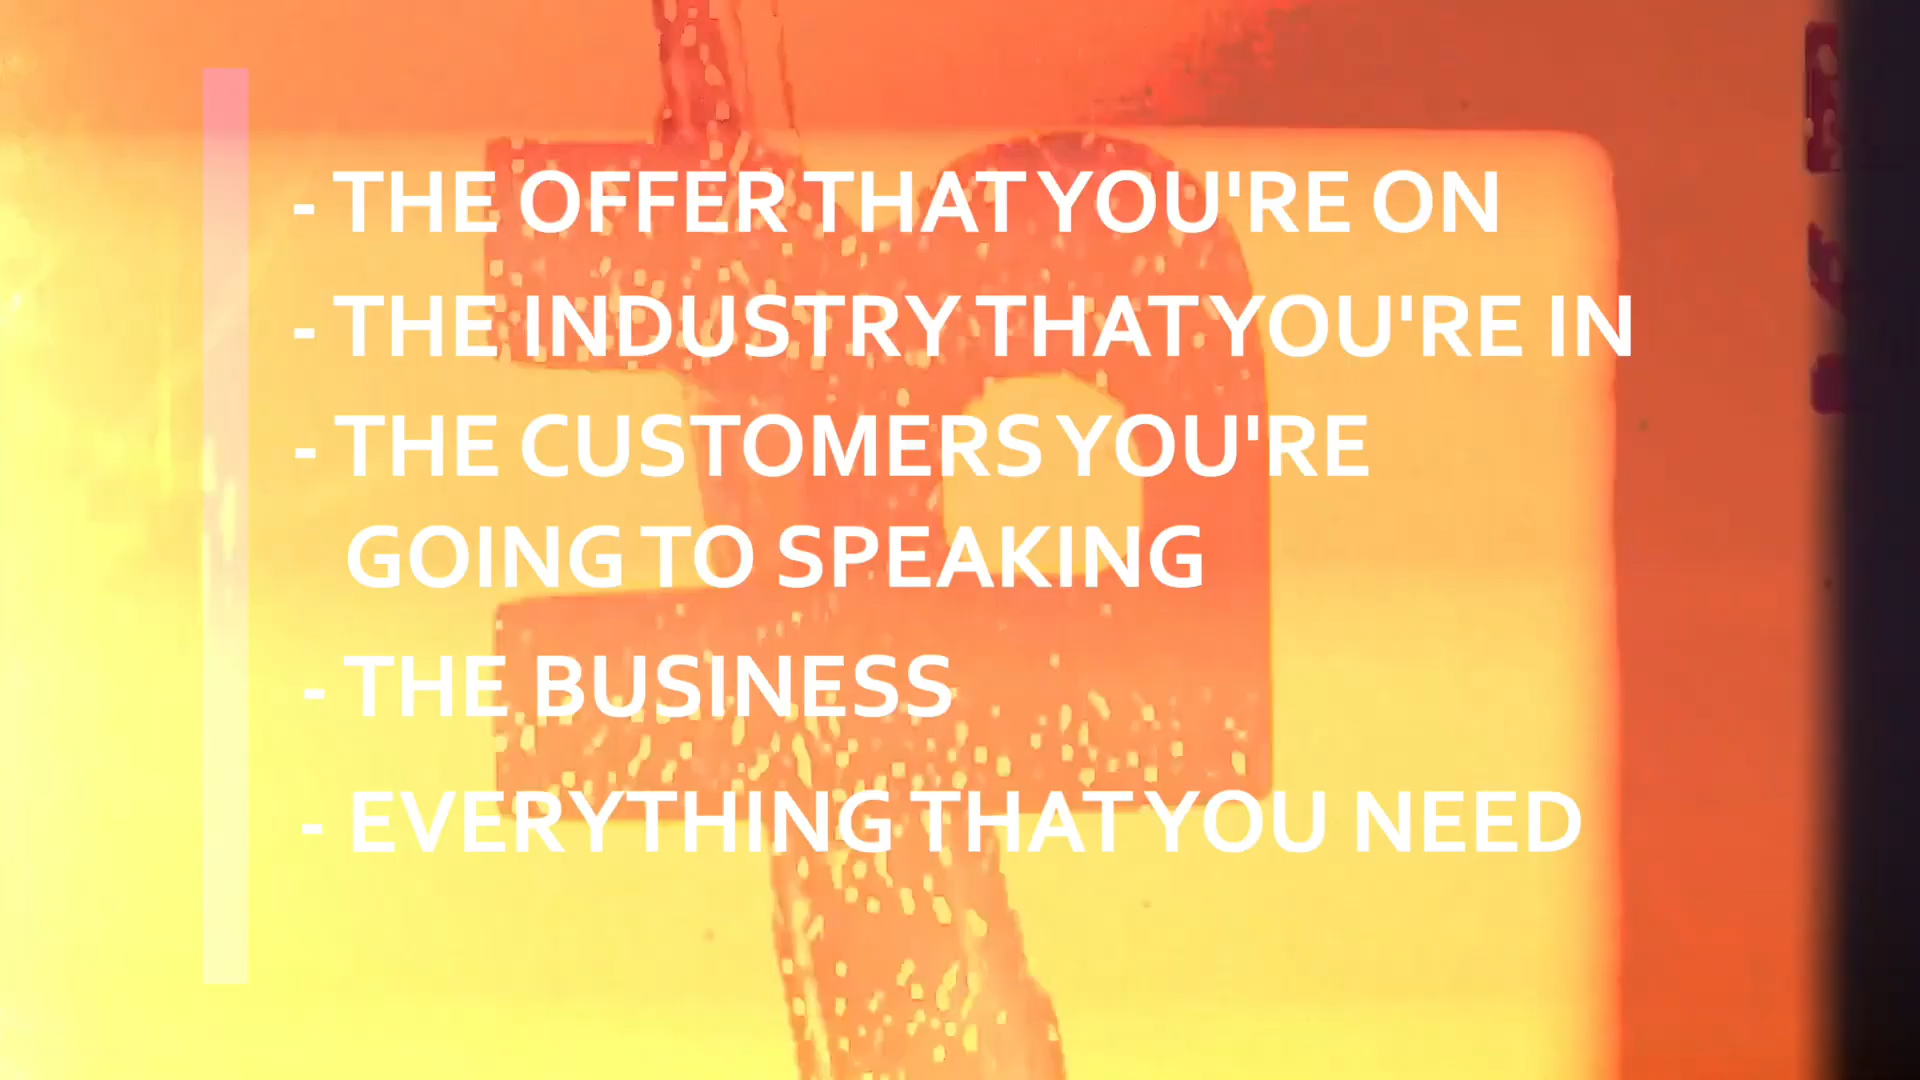 - THE OFFER THAT YOU'RE ON
- THE INDUSTRY THAT YOU'RE IN
- THE CUSTOMERS YOU'RE
GOING TO SPEAKING
- THE BUSINESS
- EVERYTHING THAT YOU NEED